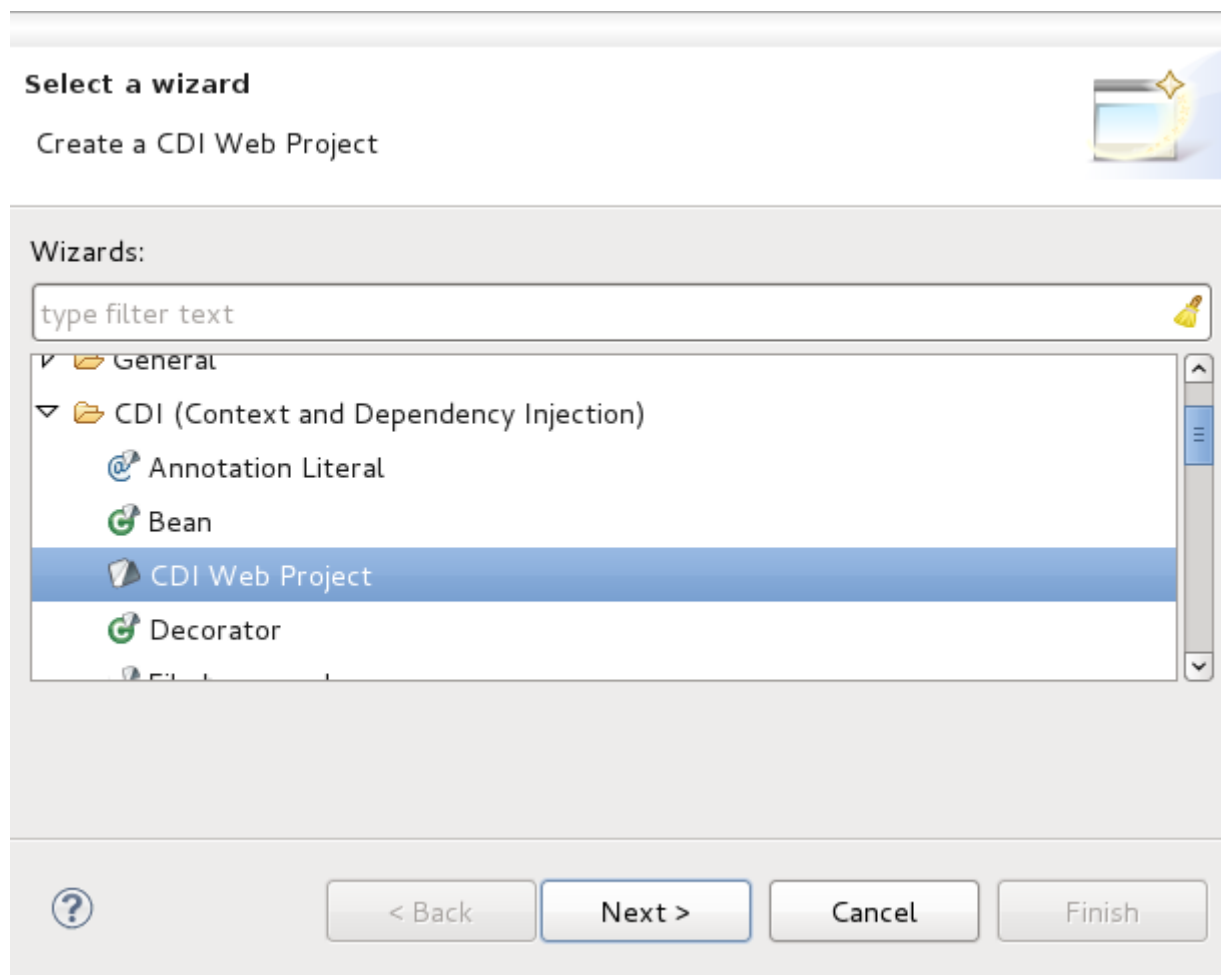 Select a wizard
Create a CDI Web Project
Wizards:
type filter text
General
CDI (Context and Dependency Injection)
Annotation Literal
Bean
CDI Web Project
Decorator
< Back Next > Cancel Finish